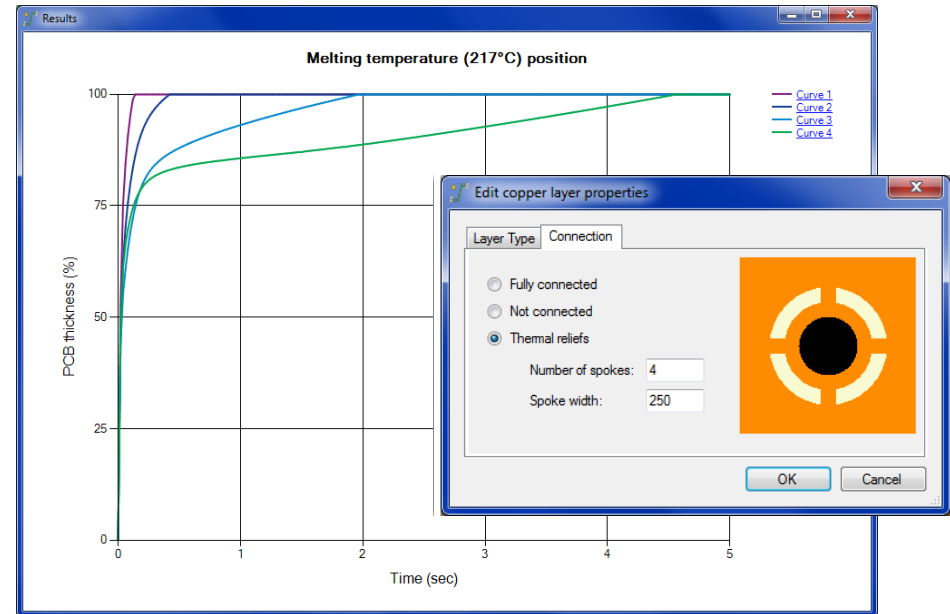 Results
Melting temperature (217°C) position
100
75
50
25
0
PCB thickness (%)
0 1 2 3 4 5
Time (sec)
Curve 1
Curve 2
Curve 3
Curve 4
Edit copper layer properties
Layer Type Connection
Fully connected
Not connected
Thermal reliefs
Number of spokes: 4
Spoke width: 250
OK Cancel